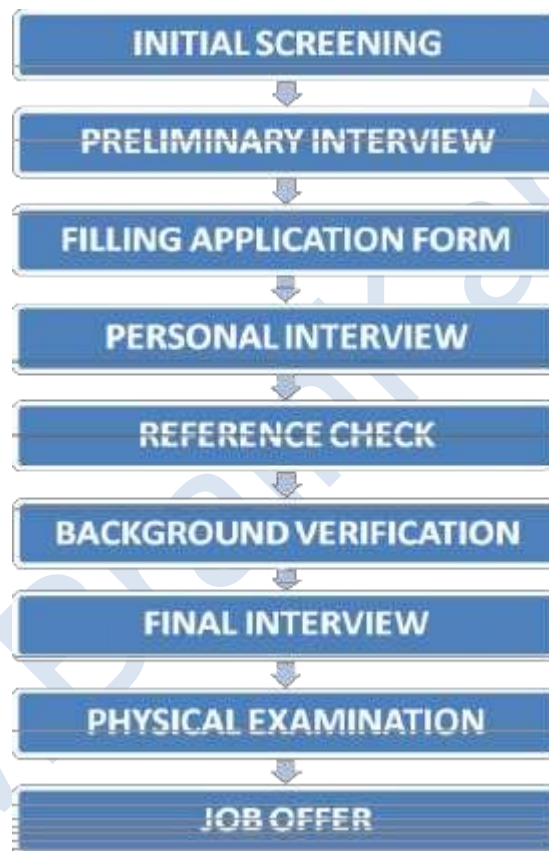 INITIAL SCREENING
PRELIMINARY INTERVIEW
FILLING APPLICATION FORM
PERSONAL INTERVIEW
REFERENCE CHECK
BACKGROUND VERIFICATION
FINAL INTERVIEW
PHYSICAL EXAMINATION
JOB OFFER